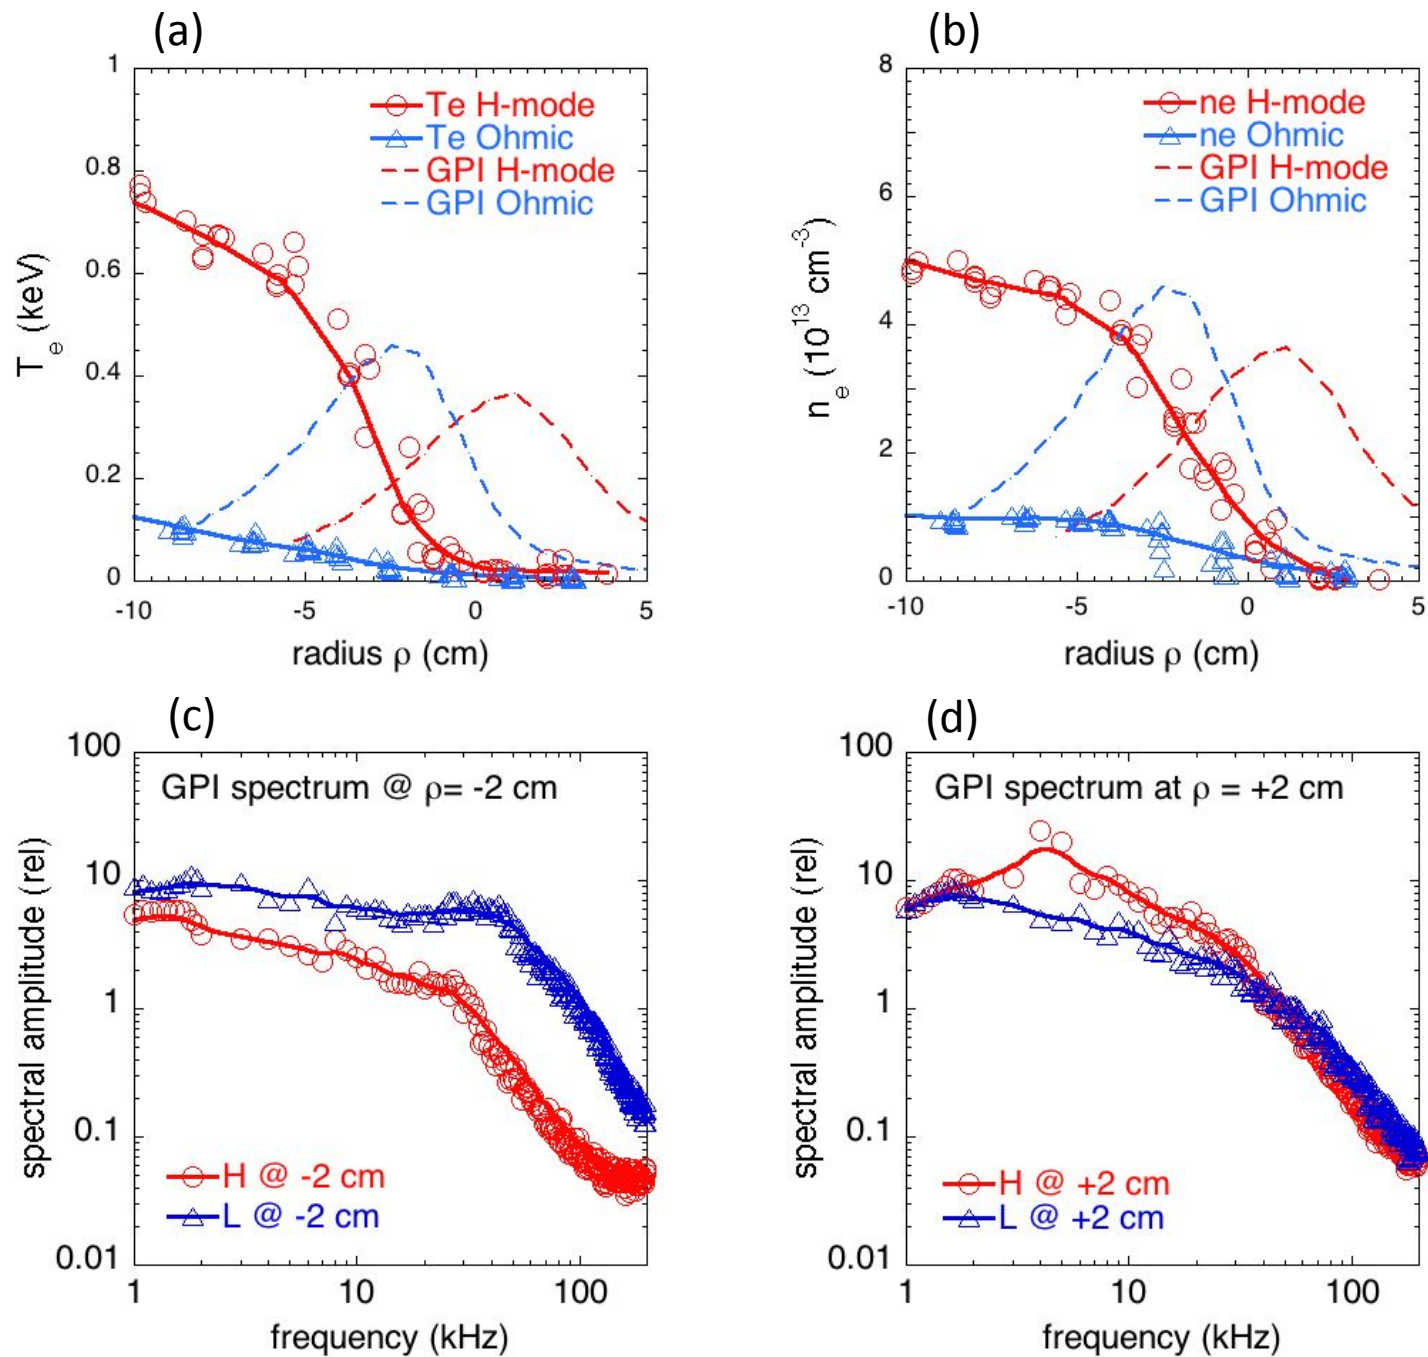 (a)
1
0.8
0.6
0.4
0.2
0
T_e (keV)
Te H-mode
Te Ohmic
GPI H-mode
GPI Ohmic
-10 -5 0 5
radius ρ (cm)
(b)
8
6
4
2
0
n_e (10^13 cm^-3)
ne H-mode
ne Ohmic
GPI H-mode
GPI Ohmic
-10 -5 0 5
radius ρ (cm)
(c)
100
10
1
0.1
0.01
spectral amplitude (rel)
GPI spectrum @ ρ= -2 cm
H @ -2 cm
L @ -2 cm
1 10 100
frequency (kHz)
(d)
100
10
1
0.1
0.01
spectral amplitude (rel)
GPI spectrum at ρ = +2 cm
H @ +2 cm
L @ +2 cm
1 10 100
frequency (kHz)